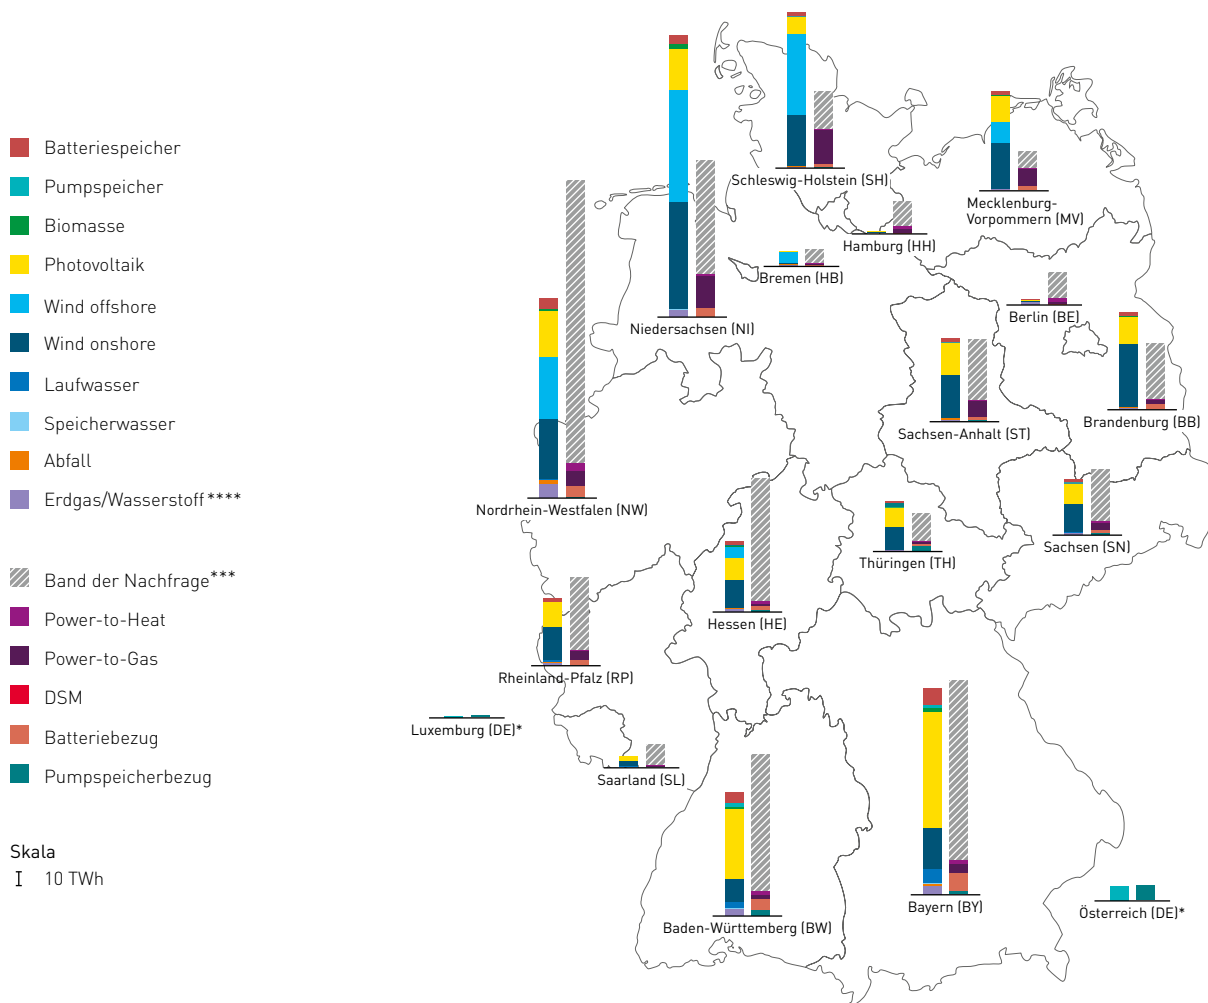 Batteriespeicher
Pumpspeicher
Biomasse
Photovoltaik
Wind offshore
Wind onshore
Laufwasser
Speicherwasser
Abfall
Erdgas/Wasserstoff****
Band der Nachfrage***
Power-to-Heat
Power-to-Gas
DSM
Batteriebezug
Pumpspeicherbezug
Skala
10 TWh
Schleswig-Holstein (SH)
Mecklenburg-
Vorpommern (MV)
Hamburg (HH)
Bremen (HB)
Niedersachsen (NI)
Berlin (BE)
Brandenburg (BB)
Sachsen-Anhalt (ST)
Nordrhein-Westfalen (NW)
Sachsen (SN)
Thüringen (TH)
Hessen (HE)
Rheinland-Pfalz (RP)
Luxemburg (DE)*
Saarland (SL)
Bayern (BY)
Österreich (DE)*
Baden-Württemberg (BW)